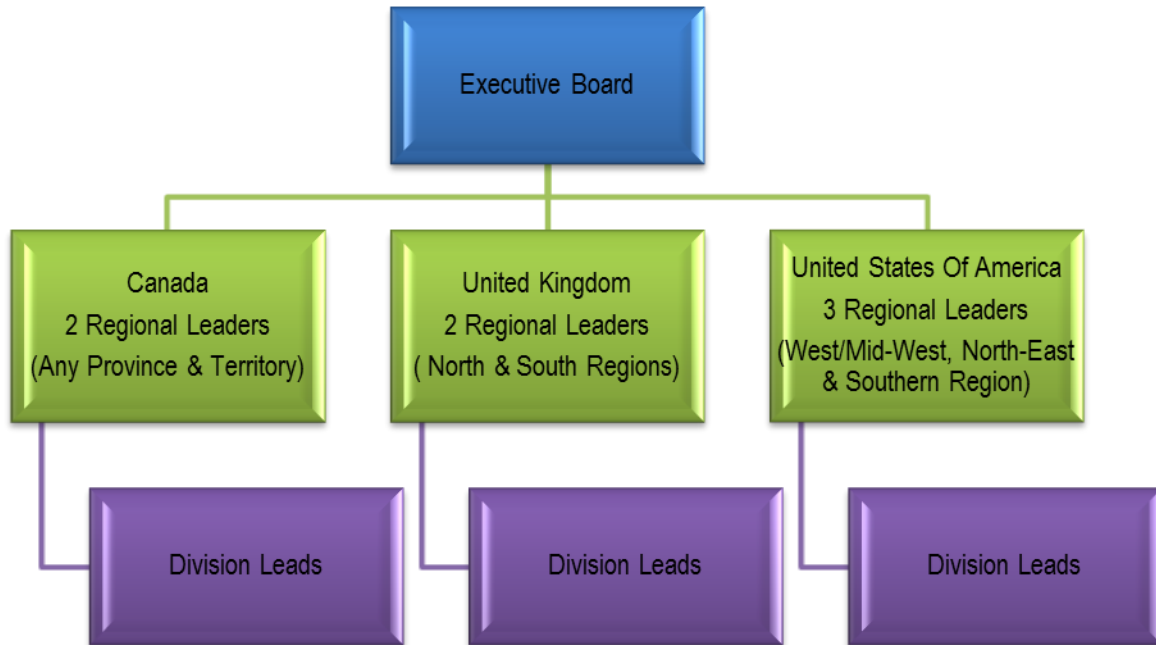 Executive Board
Canada
2 Regional Leaders
(Any Province & Territory)
United Kingdom
2 Regional Leaders
( North & South Regions)
United States Of America
3 Regional Leaders
(West/Mid-West, North-East
& Southern Region)
Division Leads
Division Leads
Division Leads